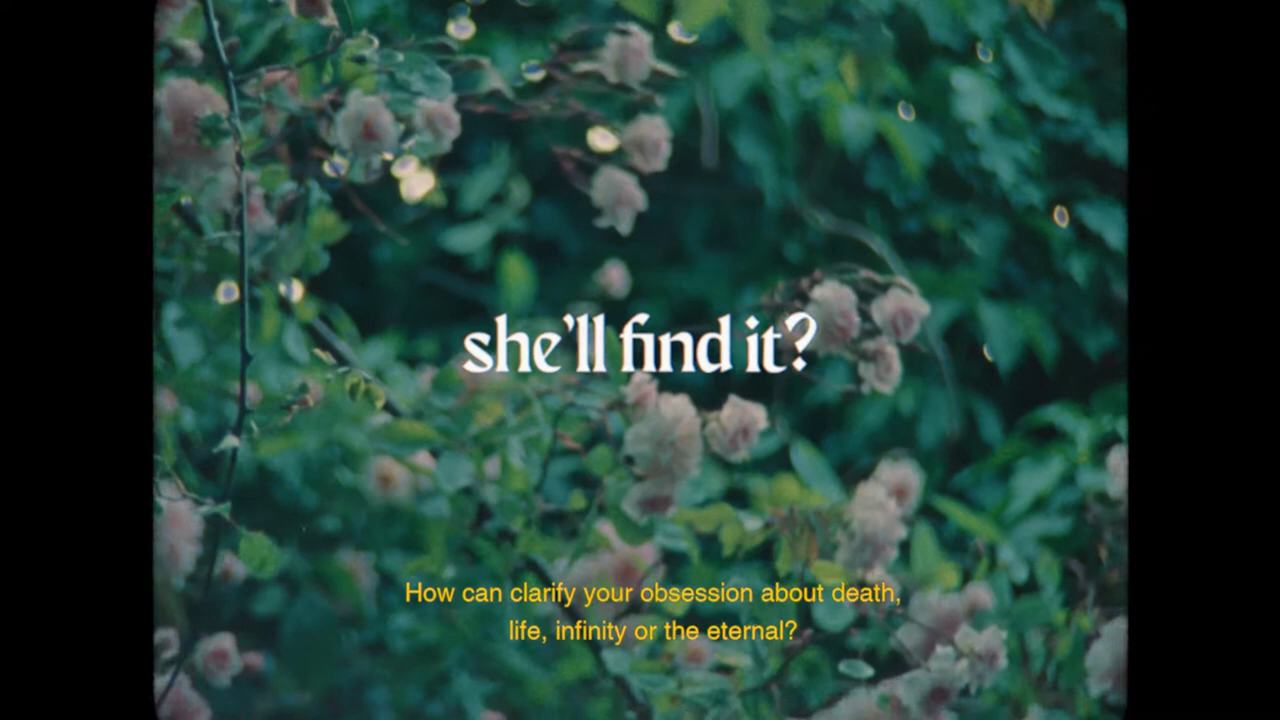 she'll find it?
How can clarify your obsession about death,
life, infinity or the eternal?